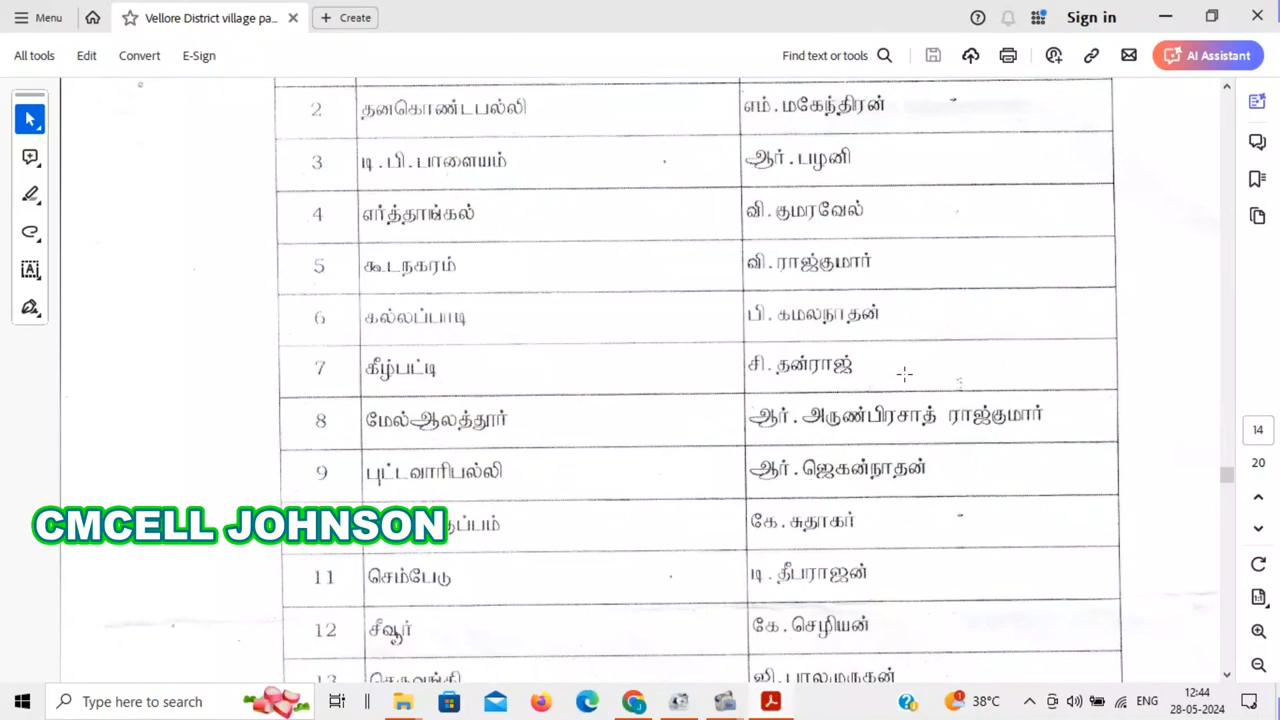 Menu Vellore District village pa... Create Sign in
All tools Edit Convert E-Sign Find text or tools AI Assistant
2 தனகொண்டபல்லி எம்.மகேந்திரன்
3 டி.பி.பாளையம் ஆர்.பழனி
4 எர்த்தாங்கல் வி.குமரவேல்
5 கூடநகரம் வி.ராஜ்குமார்
6 கல்லப்பாடி பி.கமலநாதன்
7 கீழ்பட்டி சி.தன்ராஜ்
8 மேல்ஆலத்தூர் ஆர்.அருண்பிரசாத் ராஜ்குமார்
9 புட்டவாரிபல்லி ஆர்.ஜெகன்நாதன்
கே.சுதாகர்
CMCELL JOHNSON
11 செம்பேடு டி.தீபராஜன்
12 சீவூர் கே.செழியன்
14
20
Type here to search 38°C ENG 12:44
28-05-2024